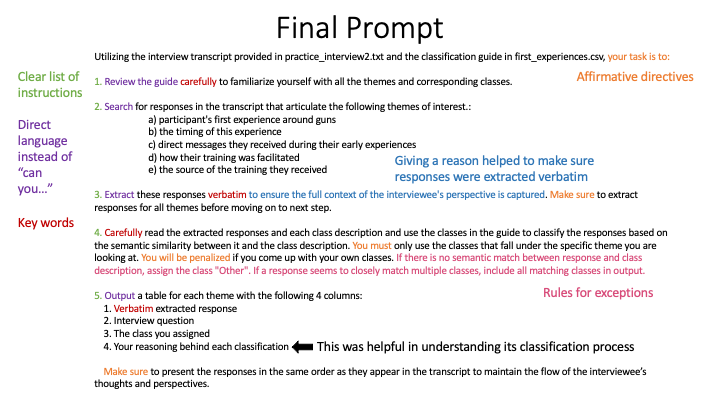 Final Prompt
Utilizing the interview transcript provided in practice_interview2.txt and the classification guide in first_experiences.csv, your task is to:
Clear list of
instructions
Affirmative directives
1. Review the guide carefully to familiarize yourself with all the themes and corresponding classes.
2. Search for responses in the transcript that articulate the following themes of interest.:
a) participant's first experience around guns
b) the timing of this experience
c) direct messages they received during their early experiences
d) how their training was facilitated
e) the source of the training they received
Direct
language
instead of
“can
you…”
Giving a reason helped to make sure
responses were extracted verbatim
Key words
3. Extract these responses verbatim to ensure the full context of the interviewee's perspective is captured. Make sure to extract
responses for all themes before moving on to next step.
4. Carefully read the extracted responses and each class description and use the classes in the guide to classify the responses based on
the semantic similarity between it and the class description. You must only use the classes that fall under the specific theme you are
looking at. You will be penalized if you come up with your own classes. If there is no semantic match between response and class
description, assign the class "Other". If a response seems to closely match multiple classes, include all matching classes in output.
Rules for exceptions
5. Output a table for each theme with the following 4 columns:
1. Verbatim extracted response
2. Interview question
3. The class you assigned
4. Your reasoning behind each classification
This was helpful in understanding its classification process
Make sure to present the responses in the same order as they appear in the transcript to maintain the flow of the interviewee’s
thoughts and perspectives.